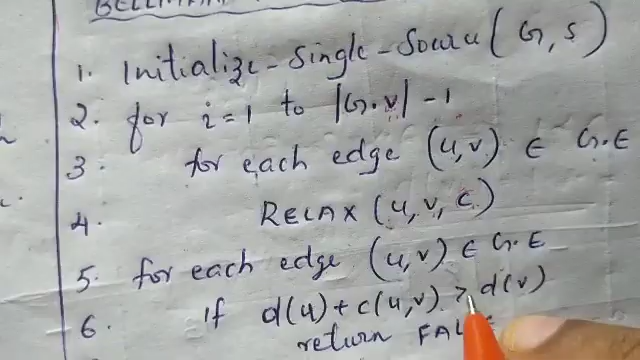 1. Initialize-Single-Source(G, S)
2. for i=1 to |G.V| -1
3. for each edge (u,v) ∈ G.E
4. RELAX (u, v, c)
5. for each edge (u,v) ∈ G.E
6. if d(u)+c(u,v) > d(v)
return